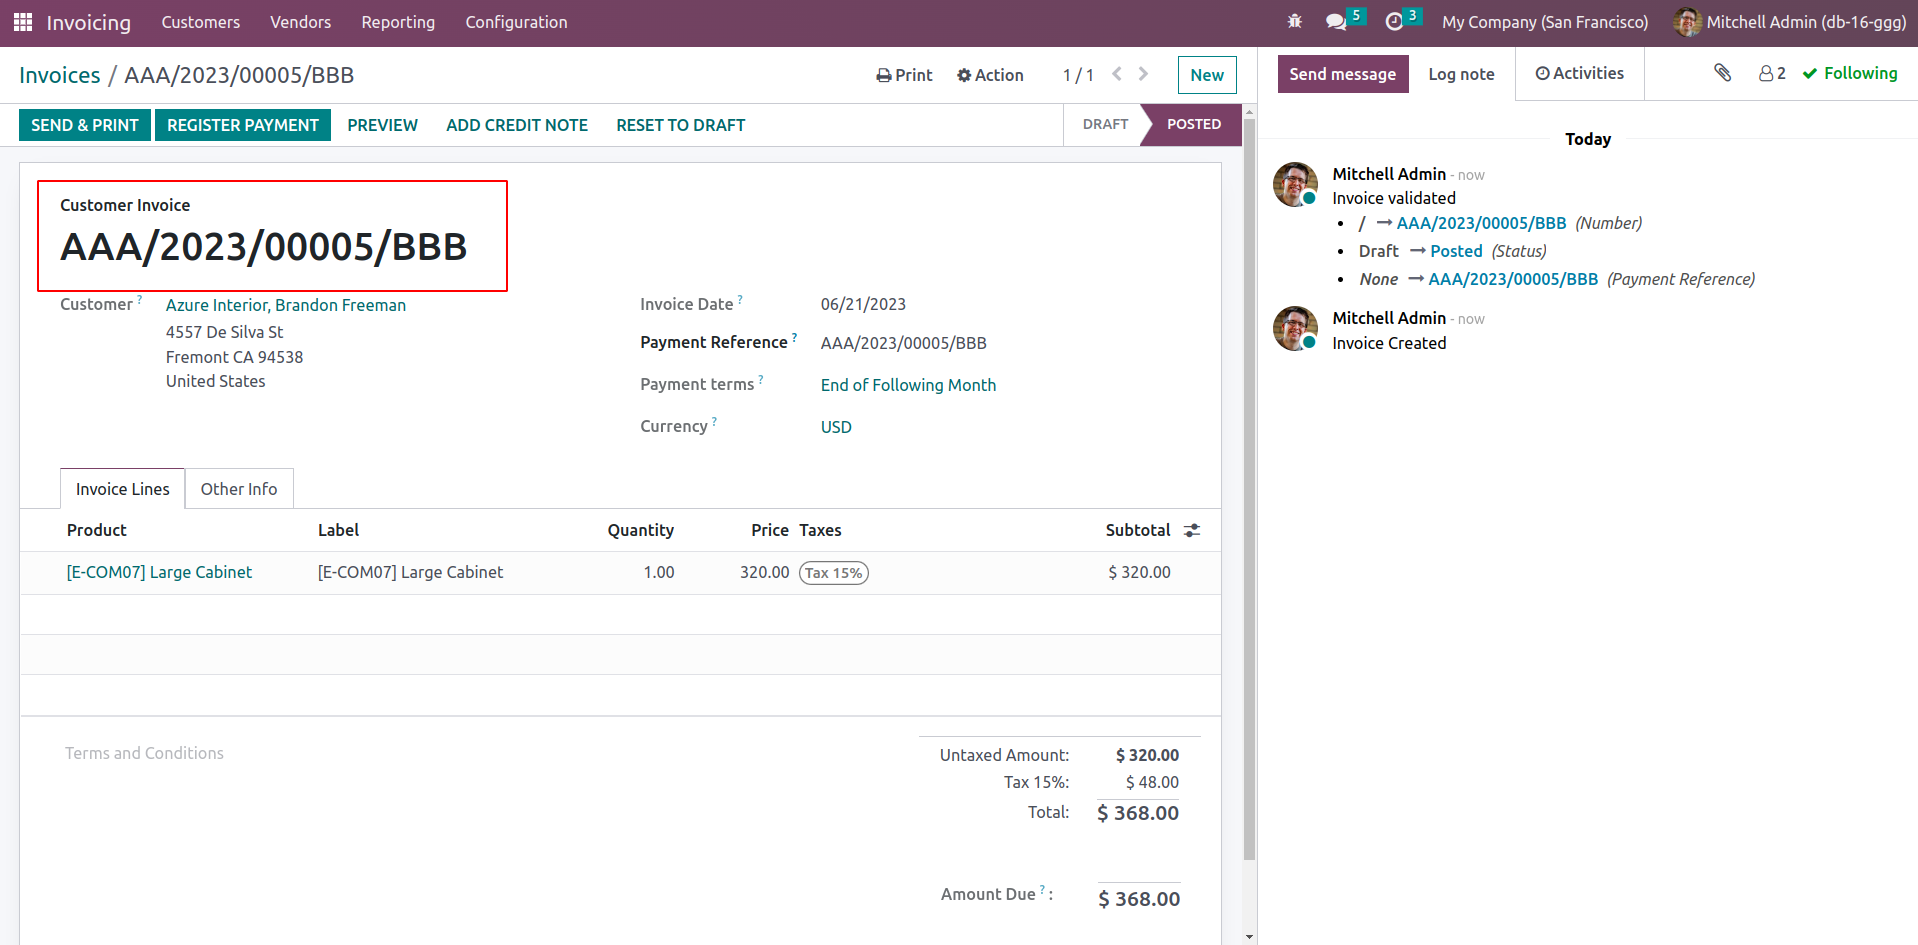 Invoicing Customers Vendors Reporting Configuration 5 3 My Company (San Francisco) Mitchell Admin (db-16-ggg)
Invoices / AAA/2023/00005/BBB Print Action 1 / 1 New
SEND & PRINT REGISTER PAYMENT PREVIEW ADD CREDIT NOTE RESET TO DRAFT DRAFT POSTED
Customer Invoice
AAA/2023/00005/BBB
Customer ? Azure Interior, Brandon Freeman
4557 De Silva St
Fremont CA 94538
United States
Invoice Date ? 06/21/2023
Payment Reference ? AAA/2023/00005/BBB
Payment terms ? End of Following Month
Currency ? USD
Invoice Lines Other Info
Product Label Quantity Price Taxes Subtotal
[E-COM07] Large Cabinet [E-COM07] Large Cabinet 1.00 320.00 Tax 15% $ 320.00
Terms and Conditions
Untaxed Amount: $ 320.00
Tax 15%: $ 48.00
Total: $ 368.00
Amount Due ? : $ 368.00
Send message Log note Activities 2 Following
Today
Mitchell Admin - now
Invoice validated
• / → AAA/2023/00005/BBB (Number)
• Draft → Posted (Status)
• None → AAA/2023/00005/BBB (Payment Reference)
Mitchell Admin - now
Invoice Created